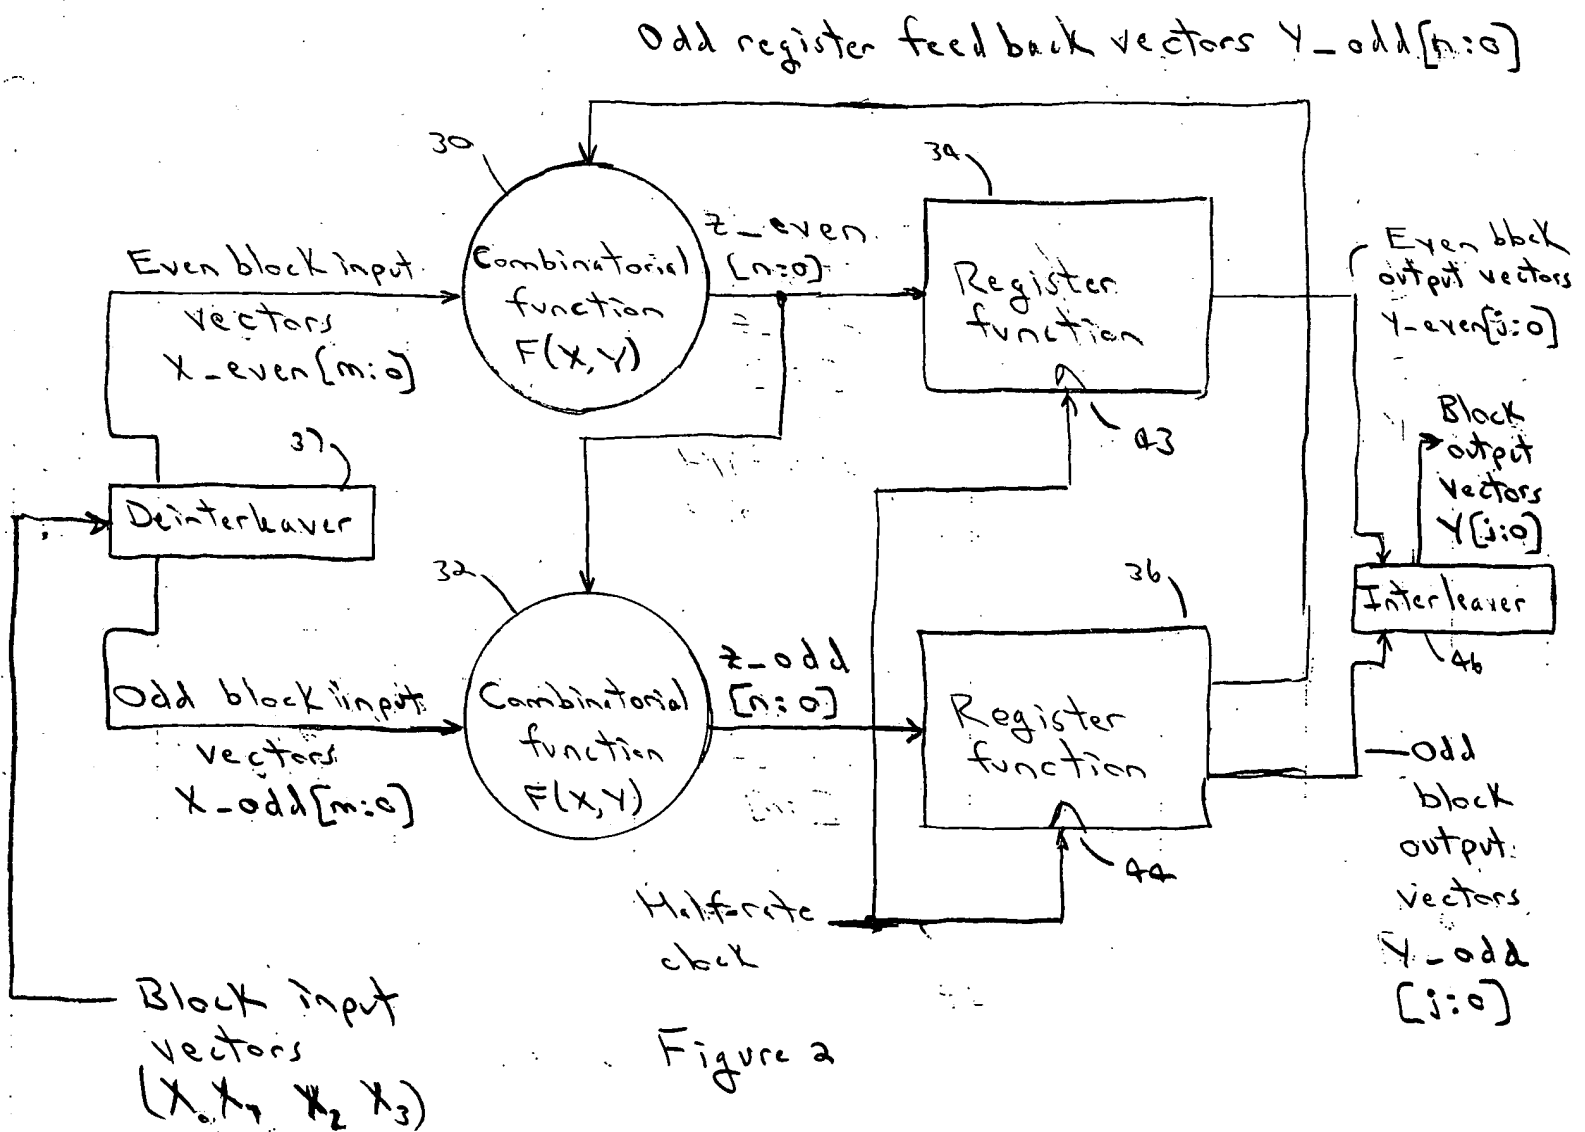 Odd register feedback vectors Y_odd[n:0]
30
34
Z_even
[n:0]
Even block input
vectors
X_even[m:0]
Combinatorial
function
F(X,Y)
Register
function
Even block
output vectors
Y_even[j:0]
43
Block
output
vectors
Y[j:0]
37
Deinterleaver
32
36
Interleaver
46
Z_odd
[n:0]
Odd block input
vectors
X_odd[m:0]
Combinatorial
function
F(X,Y)
Register
function
44
Odd
block
output
vectors
Y_odd
[j:0]
Half-rate
clock
Block input
vectors
(X0 X1 X2 X3)
Figure 2